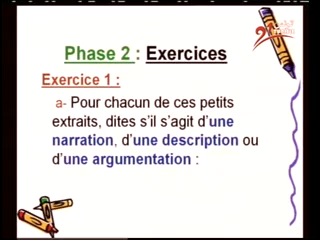 Phase 2 : Exercices
Exercice 1 :
a- Pour chacun de ces petits
extraits, dites s'il s'agit d'une
narration, d'une description ou
d'une argumentation :